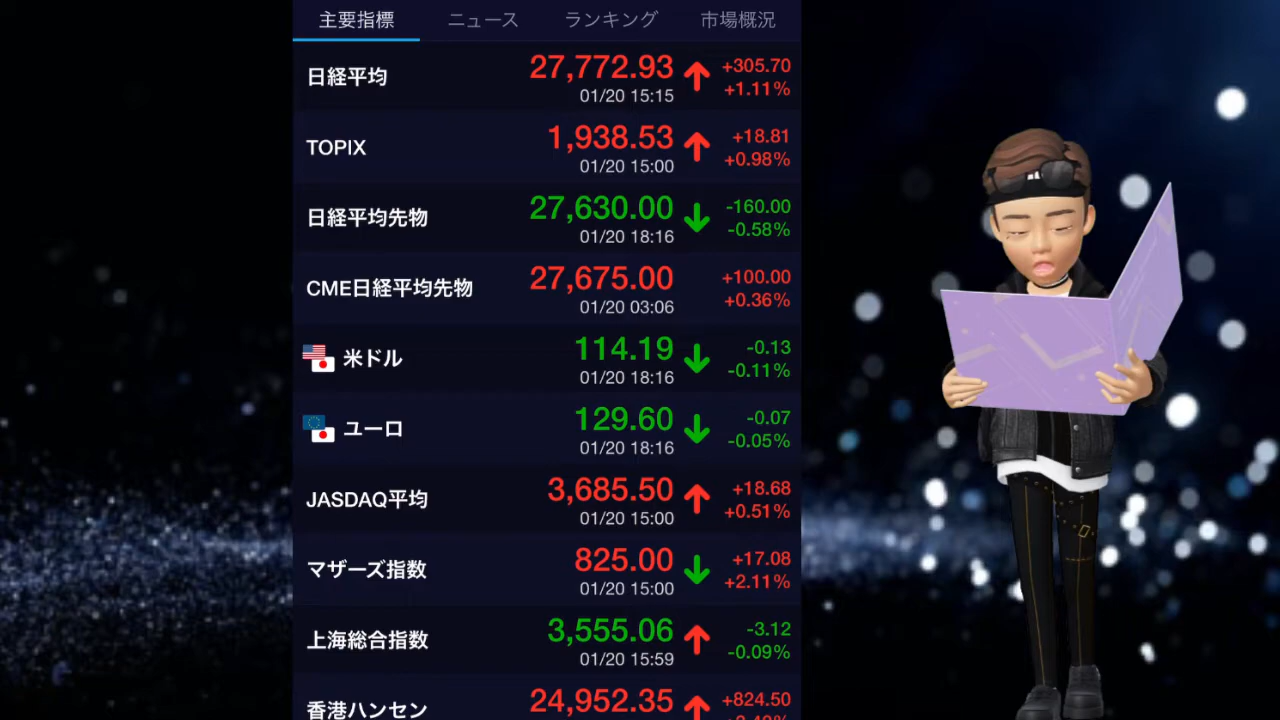 主要指標 ニュース ランキング 市場概況
日経平均 27,772.93 +305.70
01/20 15:15 +1.11%
TOPIX 1,938.53 +18.81
01/20 15:00 +0.98%
日経平均先物 27,630.00 -160.00
01/20 18:16 -0.58%
CME日経平均先物 27,675.00 +100.00
01/20 03:06 +0.36%
米ドル 114.19 -0.13
01/20 18:16 -0.11%
ユーロ 129.60 -0.07
01/20 18:16 -0.05%
JASDAQ平均 3,685.50 +18.68
01/20 15:00 +0.51%
マザーズ指数 825.00 +17.08
01/20 15:00 +2.11%
上海総合指数 3,555.06 -3.12
01/20 15:59 -0.09%
香港ハンセン 24,952.35 +824.50